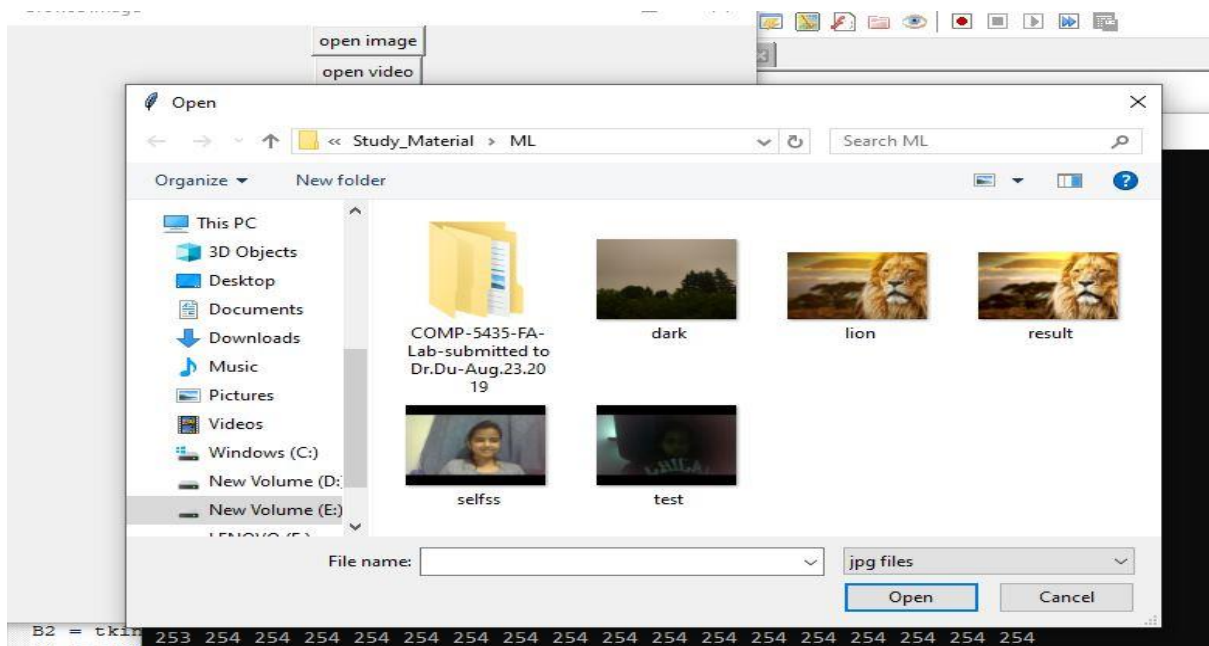 open image
open video
Open
« Study_Material > ML
Search ML
Organize
New folder
This PC
3D Objects
Desktop
Documents
Downloads
Music
Pictures
Videos
Windows (C:)
New Volume (D:
New Volume (E:)
COMP-5435-FA-
Lab-submitted to
Dr.Du-Aug.23.20
19
dark
lion
result
selfss
test
File name:
jpg files
Open
Cancel
B2 = tkin
253 254 254 254 254 254 254 254 254 254 254 254 254 254 254 254 254 254